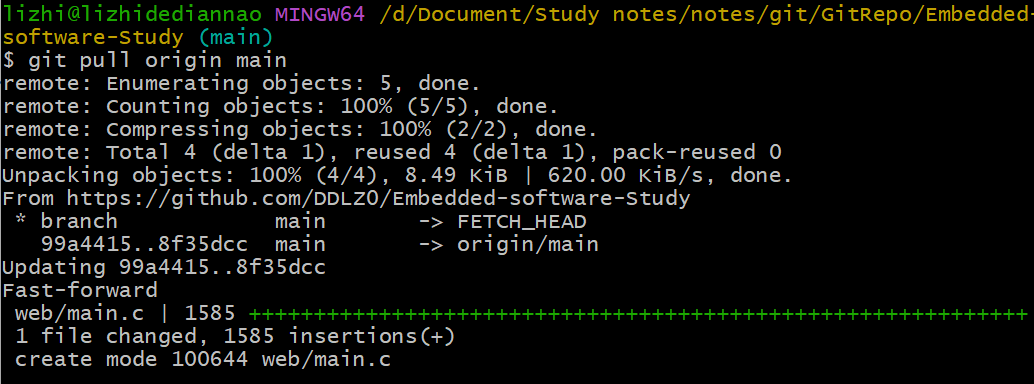 lizhi@lizhidediannao MINGW64 /d/Document/Study notes/notes/git/GitRepo/Embedded-
software-Study (main)
$ git pull origin main
remote: Enumerating objects: 5, done.
remote: Counting objects: 100% (5/5), done.
remote: Compressing objects: 100% (2/2), done.
remote: Total 4 (delta 1), reused 4 (delta 1), pack-reused 0
Unpacking objects: 100% (4/4), 8.49 KiB | 620.00 KiB/s, done.
From https://github.com/DDLZ0/Embedded-software-Study
 * branch            main       -> FETCH_HEAD
   99a4415..8f35dcc  main       -> origin/main
Updating 99a4415..8f35dcc
Fast-forward
 web/main.c | 1585 ++++++++++++++++++++++++++++++++++++++++++++++++++++++++++++
 1 file changed, 1585 insertions(+)
 create mode 100644 web/main.c